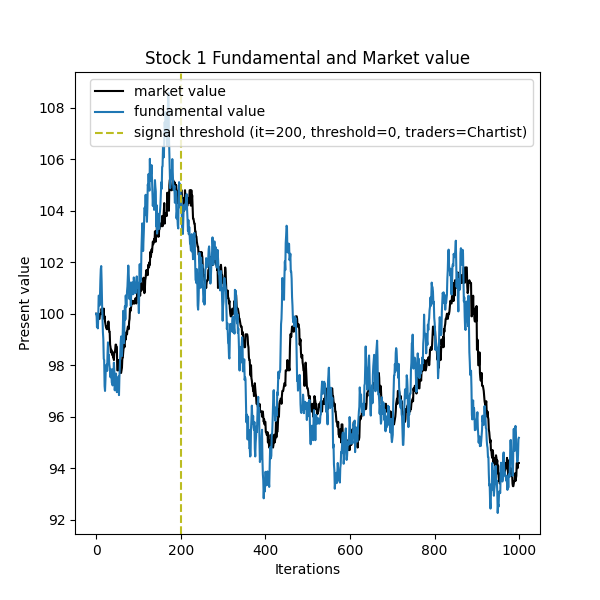 Stock 1 Fundamental and Market value
market value
fundamental value
signal threshold (it=200, threshold=0, traders=Chartist)
108
106
104
102
100
98
96
94
92
Present value
0 200 400 600 800 1000
Iterations